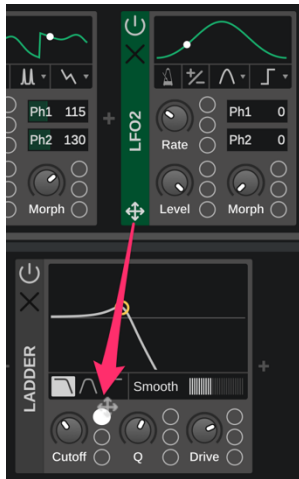 LFO2
Ph1 115
Ph2 130
Morph
Rate
Ph1 0
Ph2 0
Level
Morph
LADDER
Smooth
Cutoff
Q
Drive